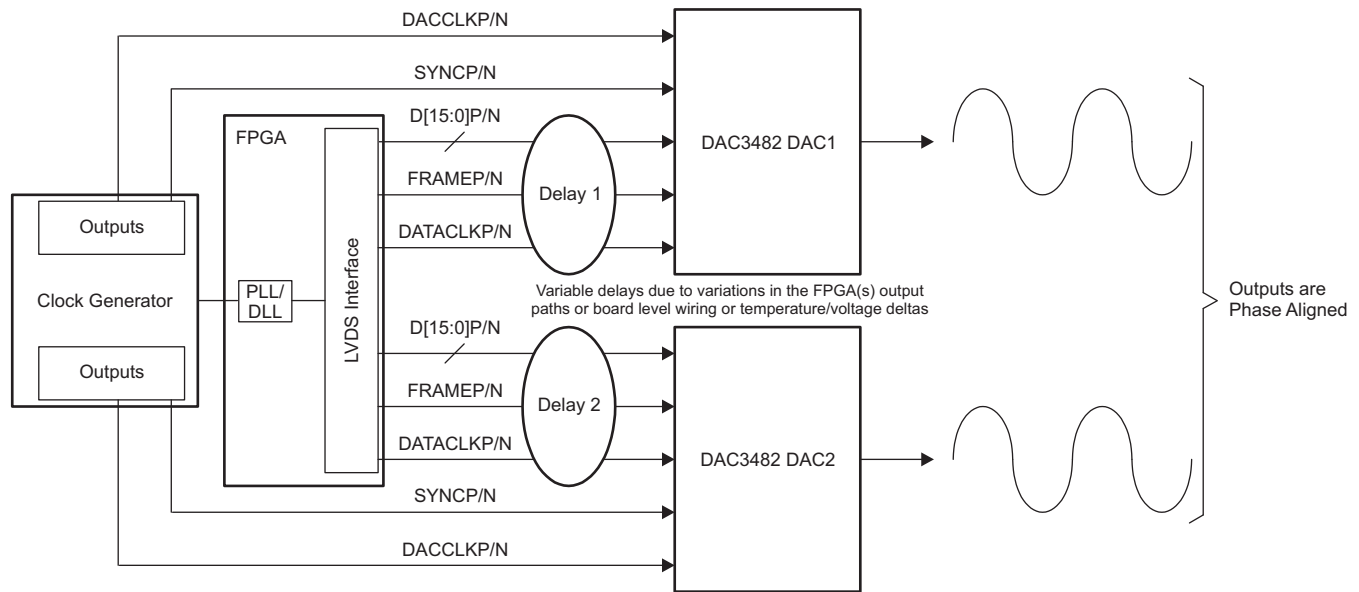 DACCLKP/N
SYNCP/N
D[15:0]P/N
FPGA
DAC3482 DAC1
FRAMEP/N
Delay 1
Outputs
DATACLKP/N
Clock Generator
PLL/
DLL
LVDS Interface
Variable delays due to variations in the FPGA(s) output
paths or board level wiring or temperature/voltage deltas
Outputs are
Phase Aligned
D[15:0]P/N
Outputs
FRAMEP/N
Delay 2
DATACLKP/N
DAC3482 DAC2
SYNCP/N
DACCLKP/N